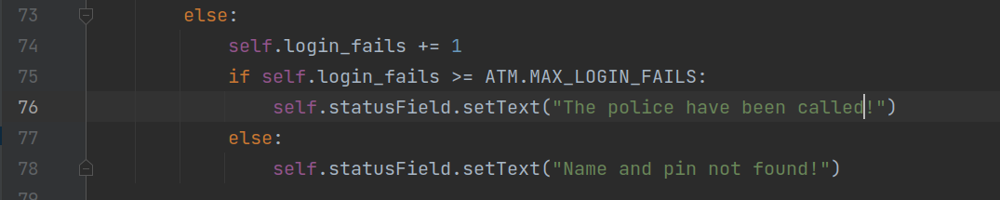 73 else:
74 self.login_fails += 1
75 if self.login_fails >= ATM.MAX_LOGIN_FAILS:
76 self.statusField.setText("The police have been called!")
77 else:
78 self.statusField.setText("Name and pin not found!")
79